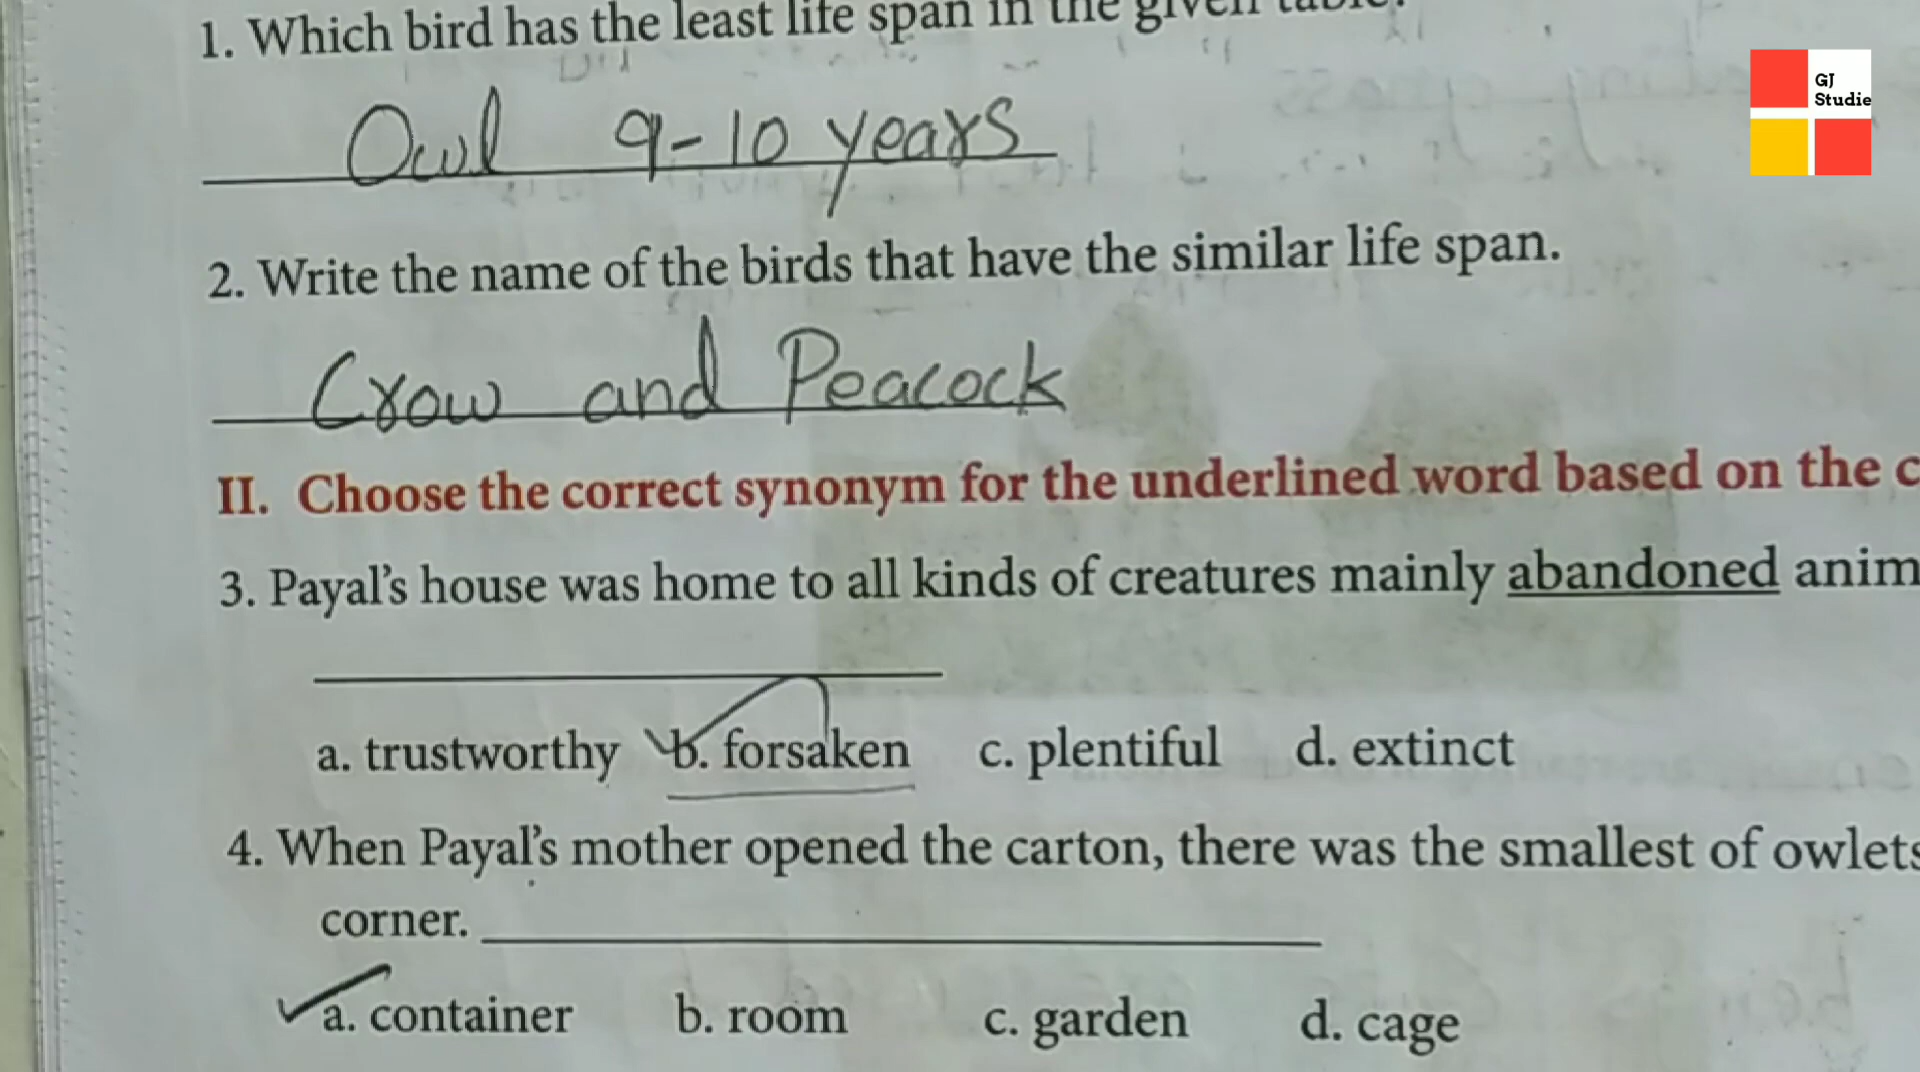 1. Which bird has the least life span in the given table?
GJ
Studie
Owl 9-10 years
2. Write the name of the birds that have the similar life span.
Crow and Peacock
II. Choose the correct synonym for the underlined word based on the c
3. Payal's house was home to all kinds of creatures mainly abandoned anim
a. trustworthy b. forsaken c. plentiful d. extinct
4. When Payal's mother opened the carton, there was the smallest of owlets
corner.
a. container b. room c. garden d. cage